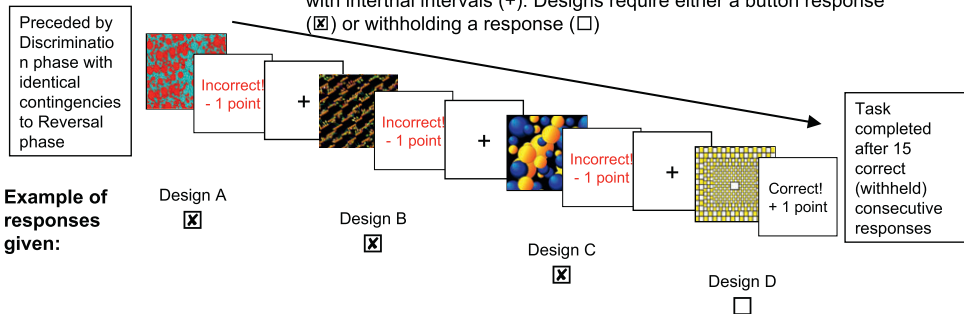 with intertrial intervals (+). Designs require either a button response
(☒) or withholding a response (☐)
Preceded by
Discriminatio
n phase with
identical
contingencies
to Reversal
phase
Incorrect!
- 1 point
+
Incorrect!
- 1 point
+
Incorrect!
- 1 point
+
Correct!
+ 1 point
Task
completed
after 15
correct
(withheld)
consecutive
responses
Example of
responses
given:
Design A
Design B
Design C
Design D